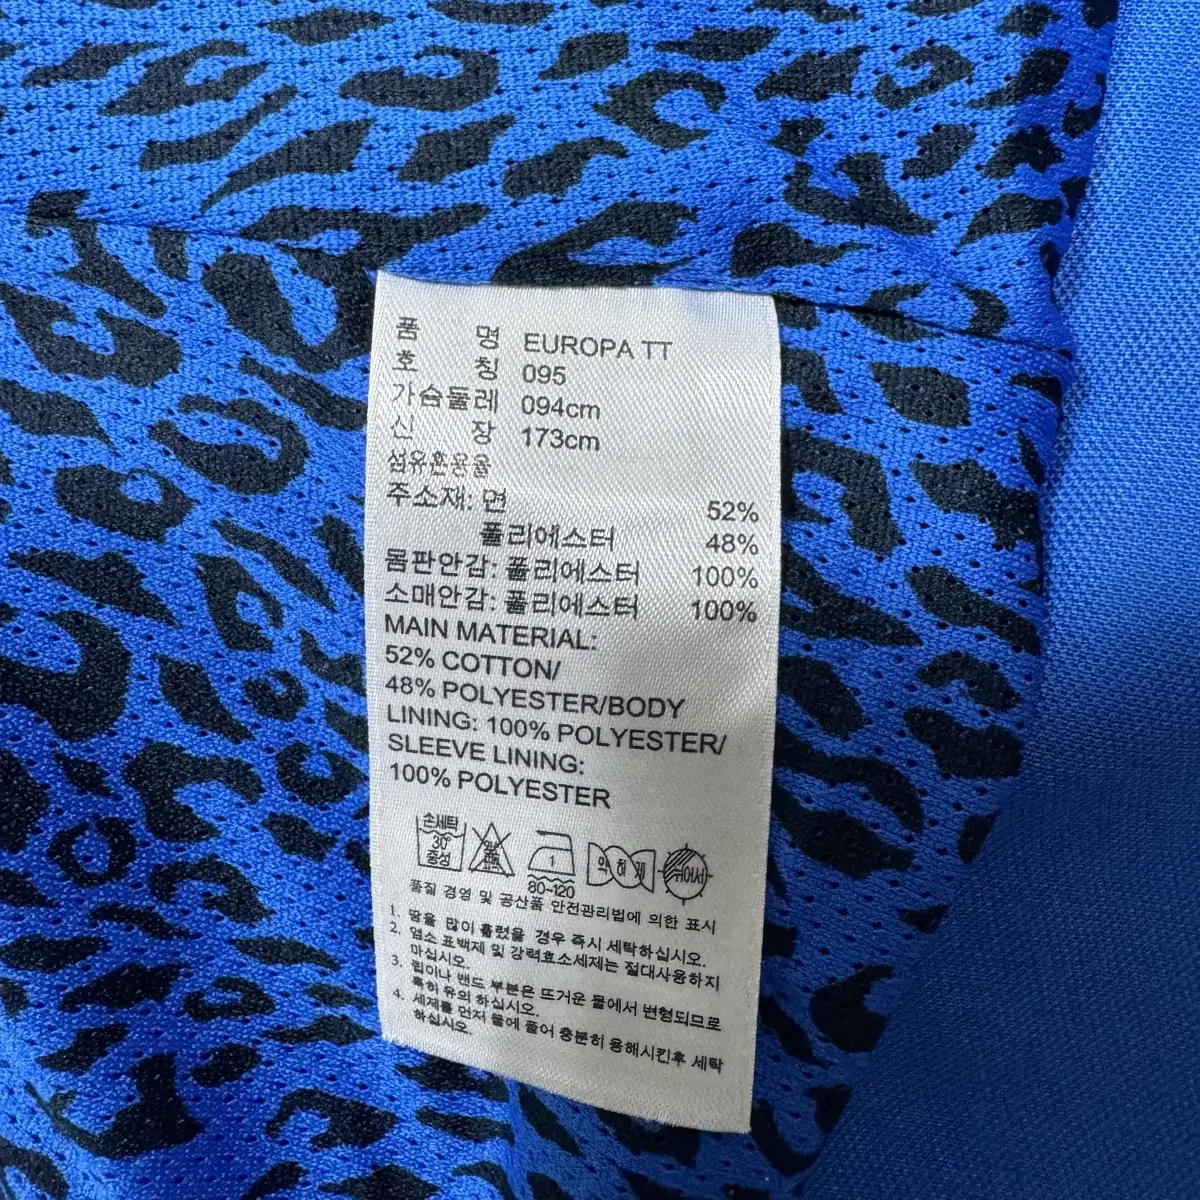 품 명 EUROPA TT
호 칭 095
가슴둘레 094cm
신 장 173cm
섬유혼용율
주소재: 면 52%
폴리에스터 48%
몸판안감: 폴리에스터 100%
소매안감: 폴리에스터 100%
MAIN MATERIAL:
52% COTTON/
48% POLYESTER/BODY
LINING: 100% POLYESTER/
SLEEVE LINING:
100% POLYESTER
손세탁
30°
중성
1
80~120
약하게
뉘어서
품질 경영 및 공산품 안전관리법에 의한 표시
1. 땀을 많이 흘렸을 경우 즉시 세탁하십시오.
2. 염소 표백제 및 강력효소세제는 절대사용하지
마십시오.
3. 립이나 밴드 부분은 뜨거운 물에서 변형되므로
특히 유의 하십시오.
4. 세제를 먼저 물에 풀어 충분히 용해시킨후 세탁
하십시오.